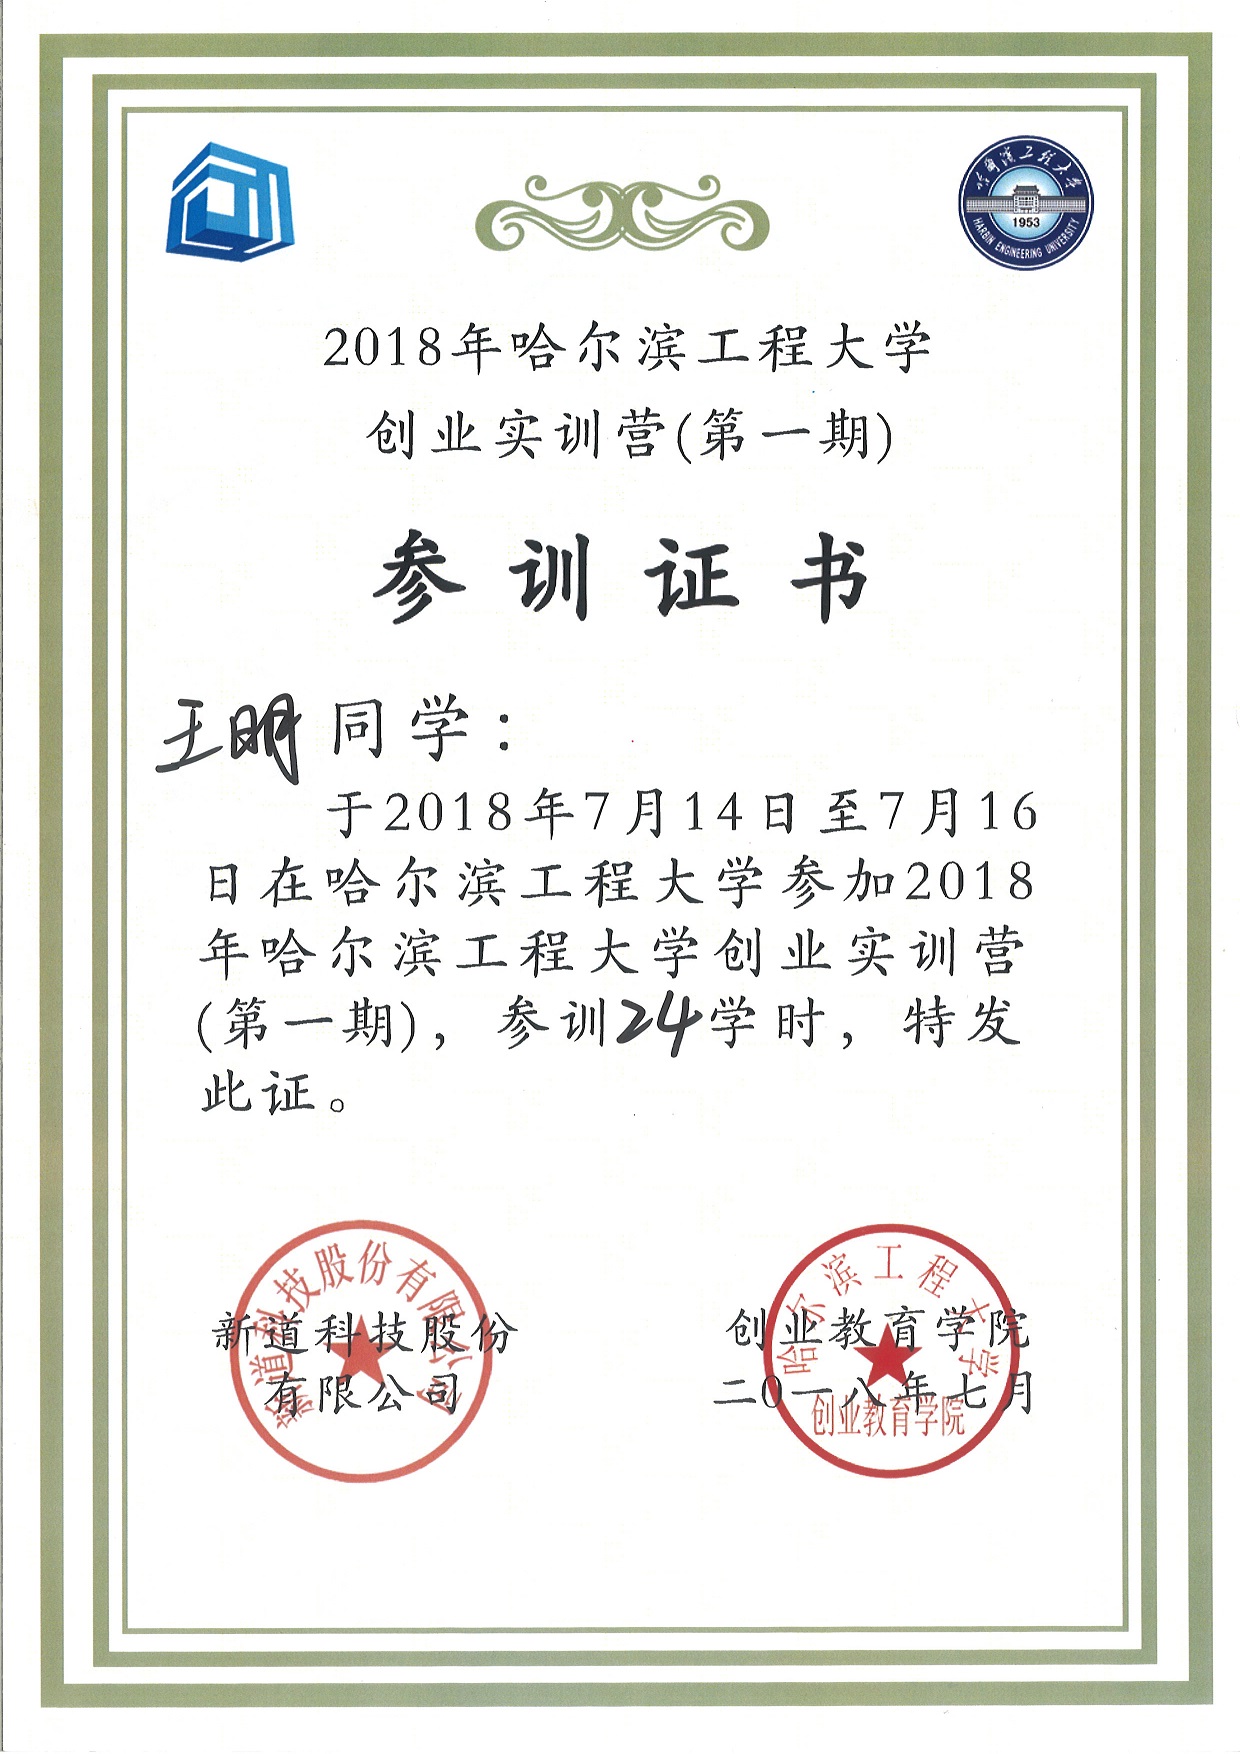 哈尔滨工程大学
1953
HARBIN ENGINEERING UNIVERSITY
2018年哈尔滨工程大学
创业实训营(第一期)
参训证书
王明同学：
于2018年7月14日至7月16
日在哈尔滨工程大学参加2018
年哈尔滨工程大学创业实训营
(第一期)，参训24学时，特发
此证。
新道科技股份有限公司
新道科技股份
有限公司
哈尔滨工程大学
创业教育学院
二〇一八年七月
创业教育学院